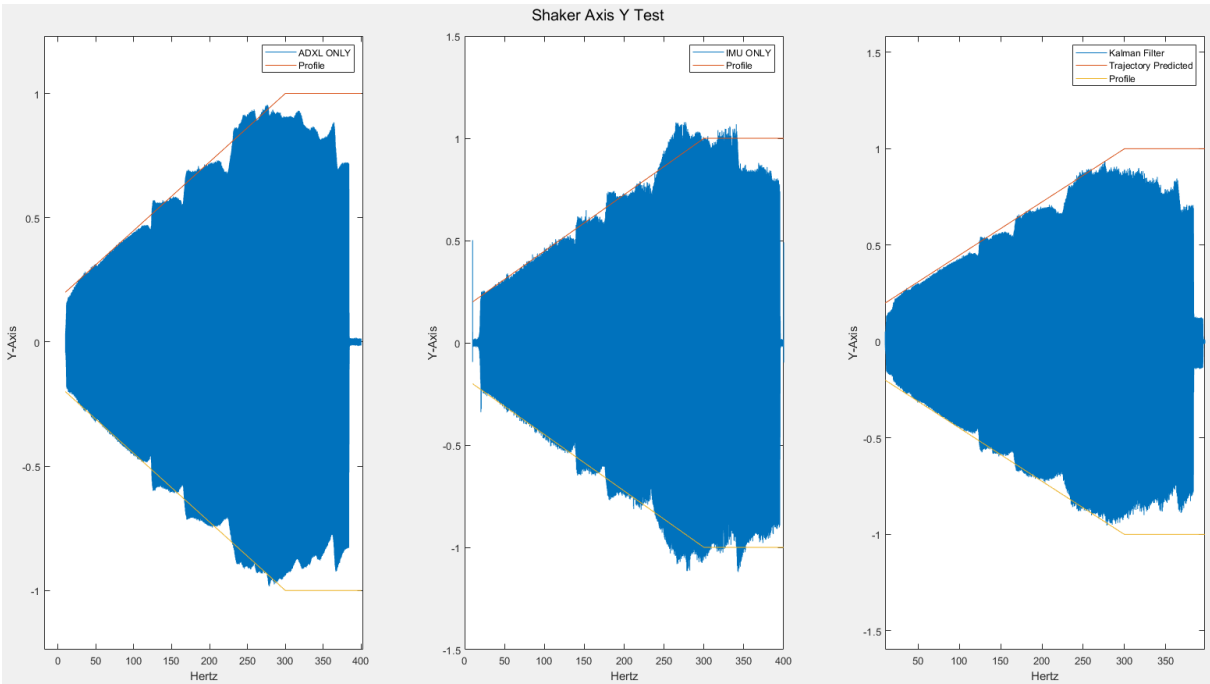 Shaker Axis Y Test
ADXL ONLY
Profile
1
0.5
0
-0.5
-1
Y-Axis
0 50 100 150 200 250 300 350 400
Hertz
IMU ONLY
Profile
1.5
1
0.5
0
-0.5
-1
-1.5
Y-Axis
0 50 100 150 200 250 300 350 400
Hertz
Kalman Filter
Trajectory Predicted
Profile
1.5
1
0.5
0
-0.5
-1
-1.5
Y-Axis
50 100 150 200 250 300 350
Hertz